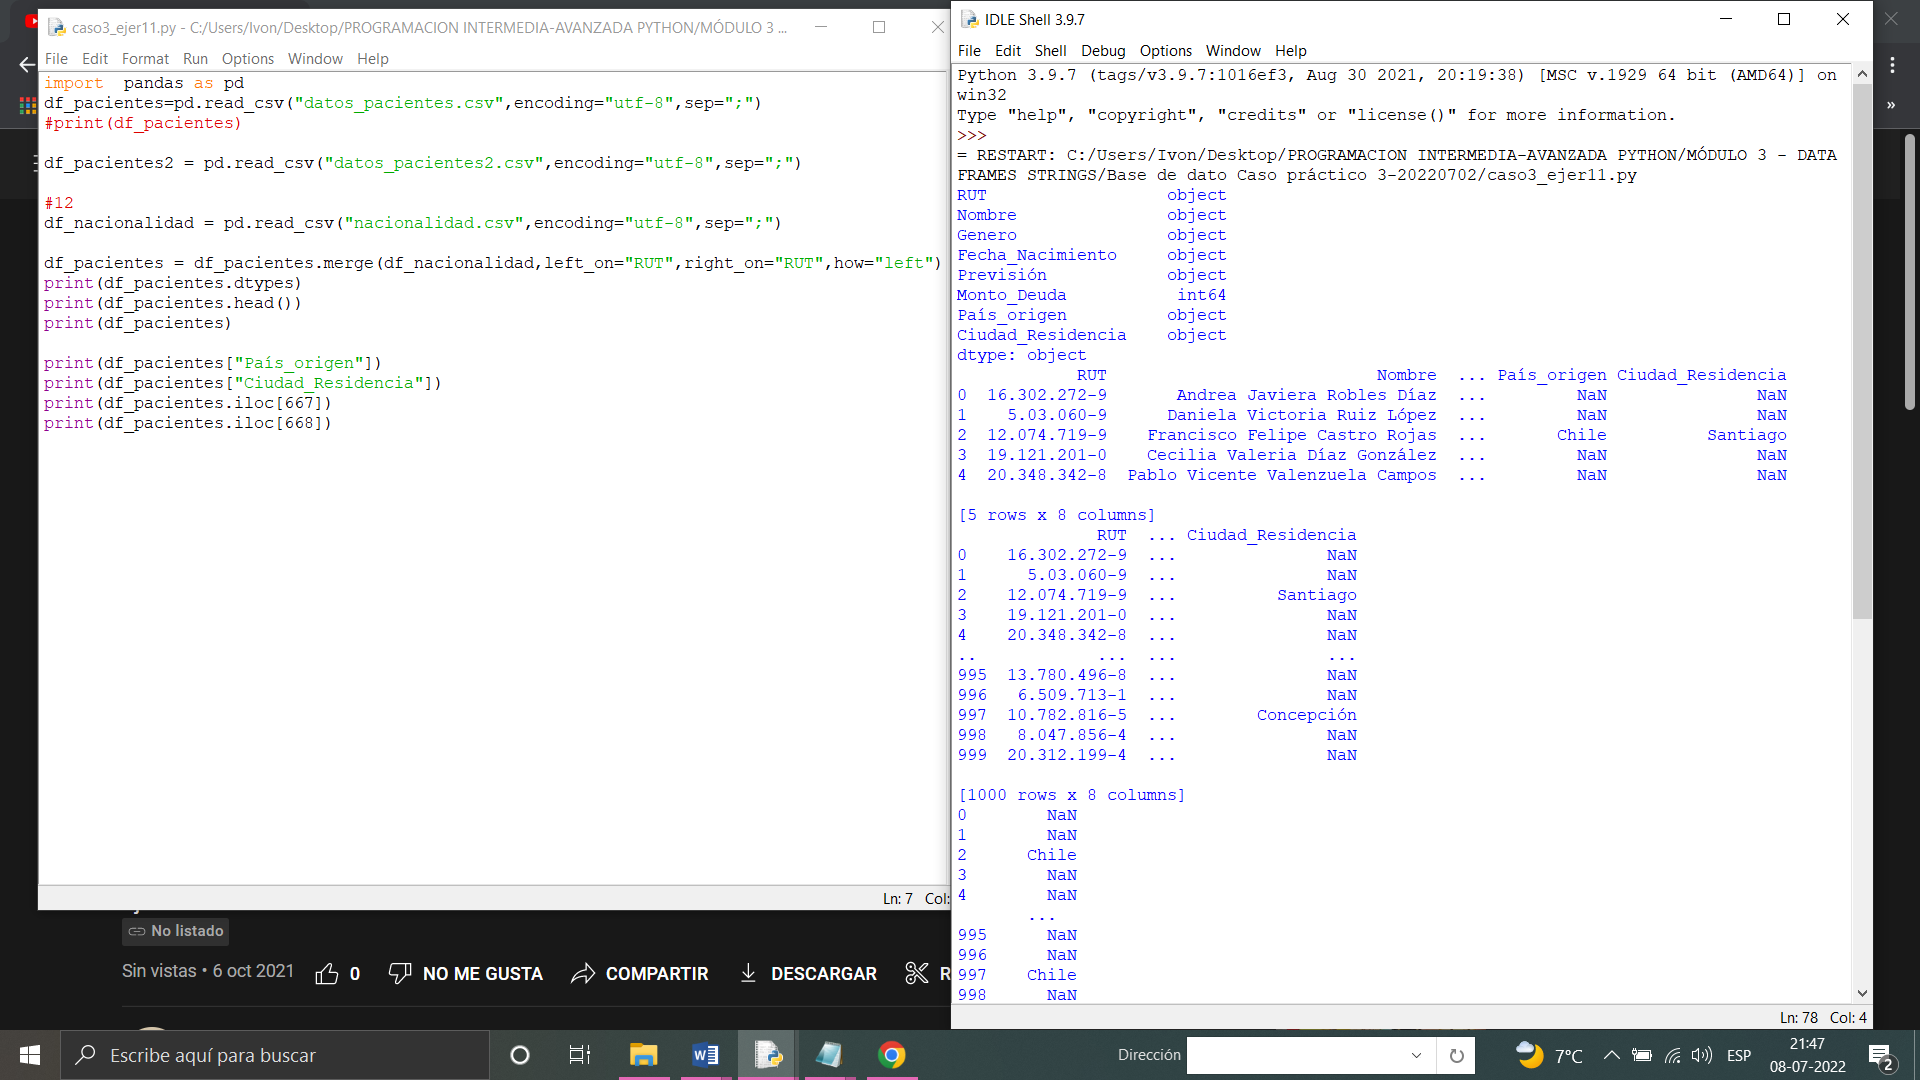 caso3_ejer11.py - C:/Users/Ivon/Desktop/PROGRAMACION INTERMEDIA-AVANZADA PYTHON/MÓDULO 3 ...
File Edit Format Run Options Window Help
import  pandas as pd
df_pacientes=pd.read_csv("datos_pacientes.csv",encoding="utf-8",sep=";")
#print(df_pacientes)
df_pacientes2 = pd.read_csv("datos_pacientes2.csv",encoding="utf-8",sep=";")
#12
df_nacionalidad = pd.read_csv("nacionalidad.csv",encoding="utf-8",sep=";")
df_pacientes = df_pacientes.merge(df_nacionalidad,left_on="RUT",right_on="RUT",how="left")
print(df_pacientes.dtypes)
print(df_pacientes.head())
print(df_pacientes)
print(df_pacientes["País_origen"])
print(df_pacientes["Ciudad_Residencia"])
print(df_pacientes.iloc[667])
print(df_pacientes.iloc[668])
Ln: 7 Col:
No listado
Sin vistas • 6 oct 2021 0 NO ME GUSTA COMPARTIR DESCARGAR R
IDLE Shell 3.9.7
File Edit Shell Debug Options Window Help
Python 3.9.7 (tags/v3.9.7:1016ef3, Aug 30 2021, 20:19:38) [MSC v.1929 64 bit (AMD64)] on
win32
Type "help", "copyright", "credits" or "license()" for more information.
>>>
= RESTART: C:/Users/Ivon/Desktop/PROGRAMACION INTERMEDIA-AVANZADA PYTHON/MÓDULO 3 - DATA
FRAMES STRINGS/Base de dato Caso práctico 3-20220702/caso3_ejer11.py
RUT object
Nombre object
Genero object
Fecha_Nacimiento object
Previsión object
Monto_Deuda int64
País_origen object
Ciudad_Residencia object
dtype: object
RUT Nombre ... País_origen Ciudad_Residencia
0 16.302.272-9 Andrea Javiera Robles Díaz ... NaN NaN
1 5.03.060-9 Daniela Victoria Ruiz López ... NaN NaN
2 12.074.719-9 Francisco Felipe Castro Rojas ... Chile Santiago
3 19.121.201-0 Cecilia Valeria Díaz González ... NaN NaN
4 20.348.342-8 Pablo Vicente Valenzuela Campos ... NaN NaN
[5 rows x 8 columns]
RUT ... Ciudad_Residencia
0 16.302.272-9 ... NaN
1 5.03.060-9 ... NaN
2 12.074.719-9 ... Santiago
3 19.121.201-0 ... NaN
4 20.348.342-8 ... NaN
.. ... ... ...
995 13.780.496-8 ... NaN
996 6.509.713-1 ... NaN
997 10.782.816-5 ... Concepción
998 8.047.856-4 ... NaN
999 20.312.199-4 ... NaN
[1000 rows x 8 columns]
0 NaN
1 NaN
2 Chile
3 NaN
4 NaN
...
995 NaN
996 NaN
997 Chile
998 NaN
Ln: 78 Col: 4
Escribe aquí para buscar
Dirección
7°C
ESP
21:47
08-07-2022
2